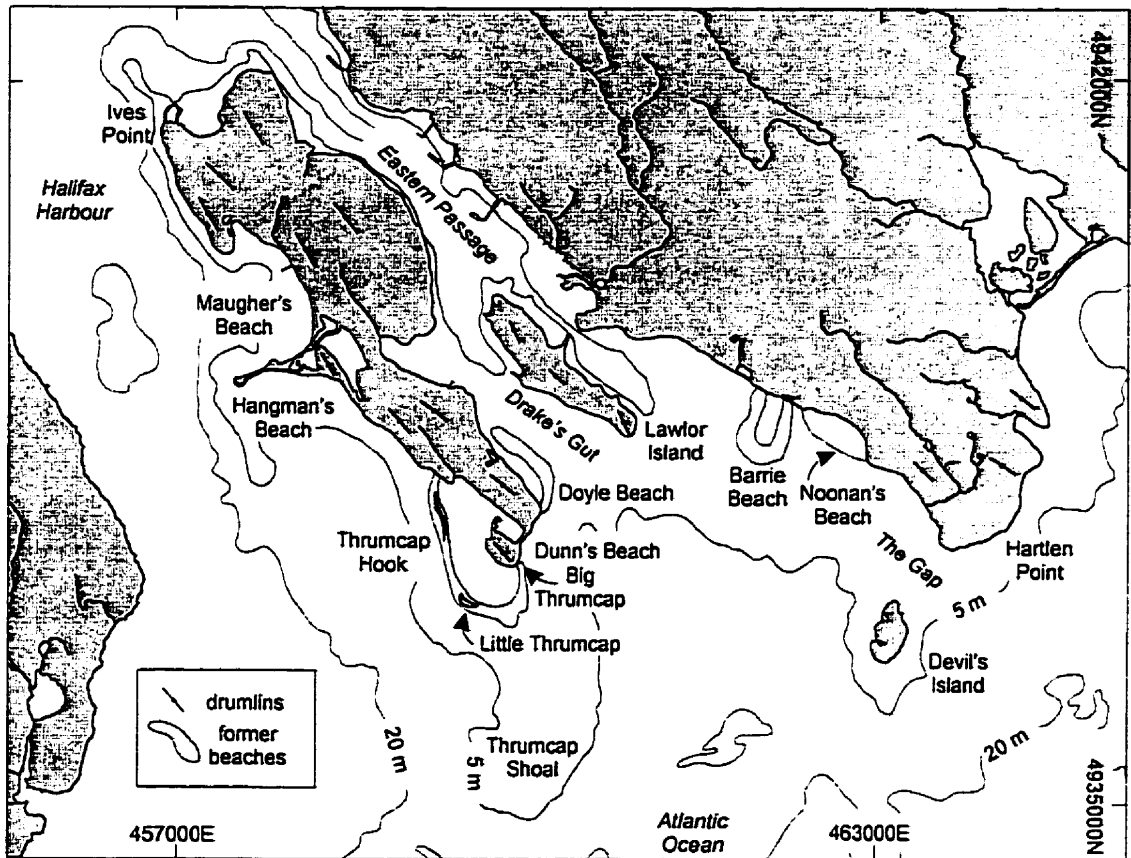 4942000N
Ives
Point
Halifax
Harbour
Eastern Passage
Maugher's
Beach
Hangman's
Beach
Drake's Gut
Lawlor
Island
Barrie
Beach
Noonan's
Beach
Doyle Beach
Thrumcap
Hook
Dunn's Beach
Big
Thrumcap
The Gap
Hartlen
Point
5 m
Little Thrumcap
Devil's
Island
drumlins
former
beaches
20 m
5 m
Thrumcap
Shoal
20 m
4935000N
457000E
Atlantic
Ocean
463000E